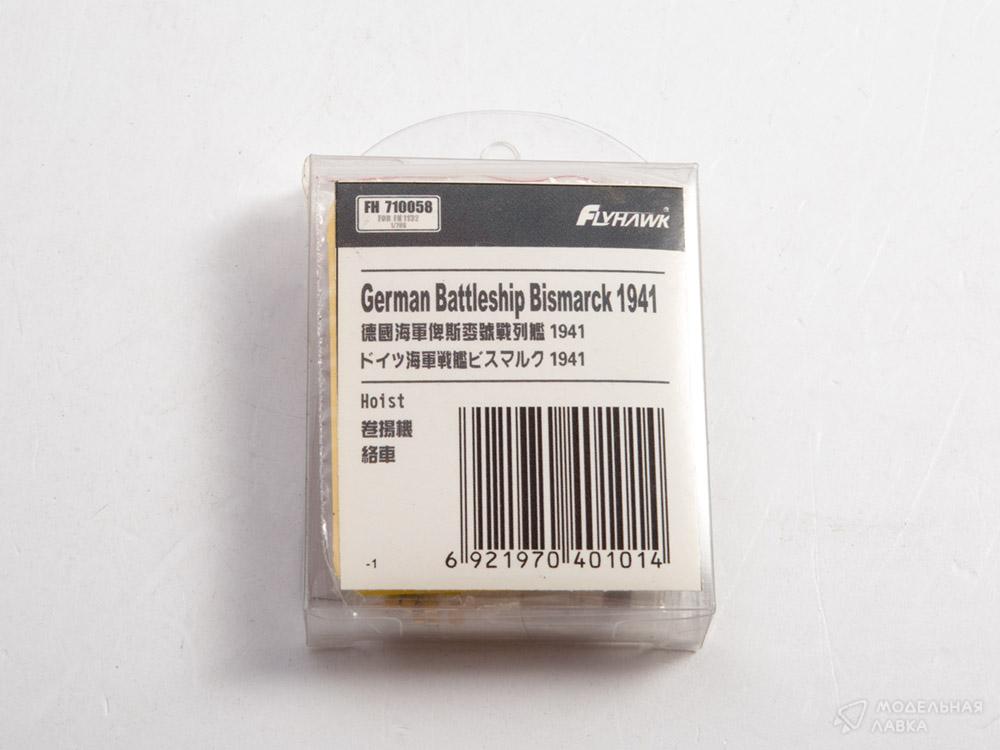 FH 710058
FOR FH 1132
1/700
FLYHAWK
German Battleship Bismarck 1941
德國海軍俾斯麥號戰列艦 1941
ドイツ海軍戦艦ビスマルク 1941
Hoist
卷揚機
絡車
-1
6 921970 401014
МОДЕЛЬНАЯ
ЛАВКА